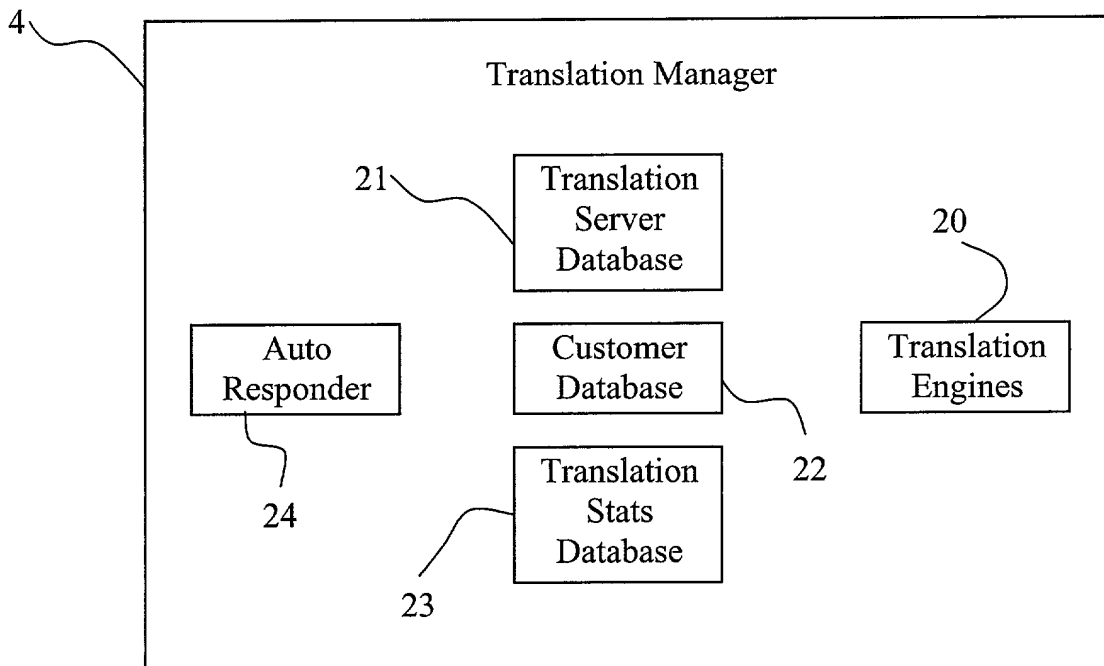 4
Translation Manager
21
Translation
Server
Database
20
Auto
Responder
Customer
Database
Translation
Engines
24
22
Translation
Stats
Database
23